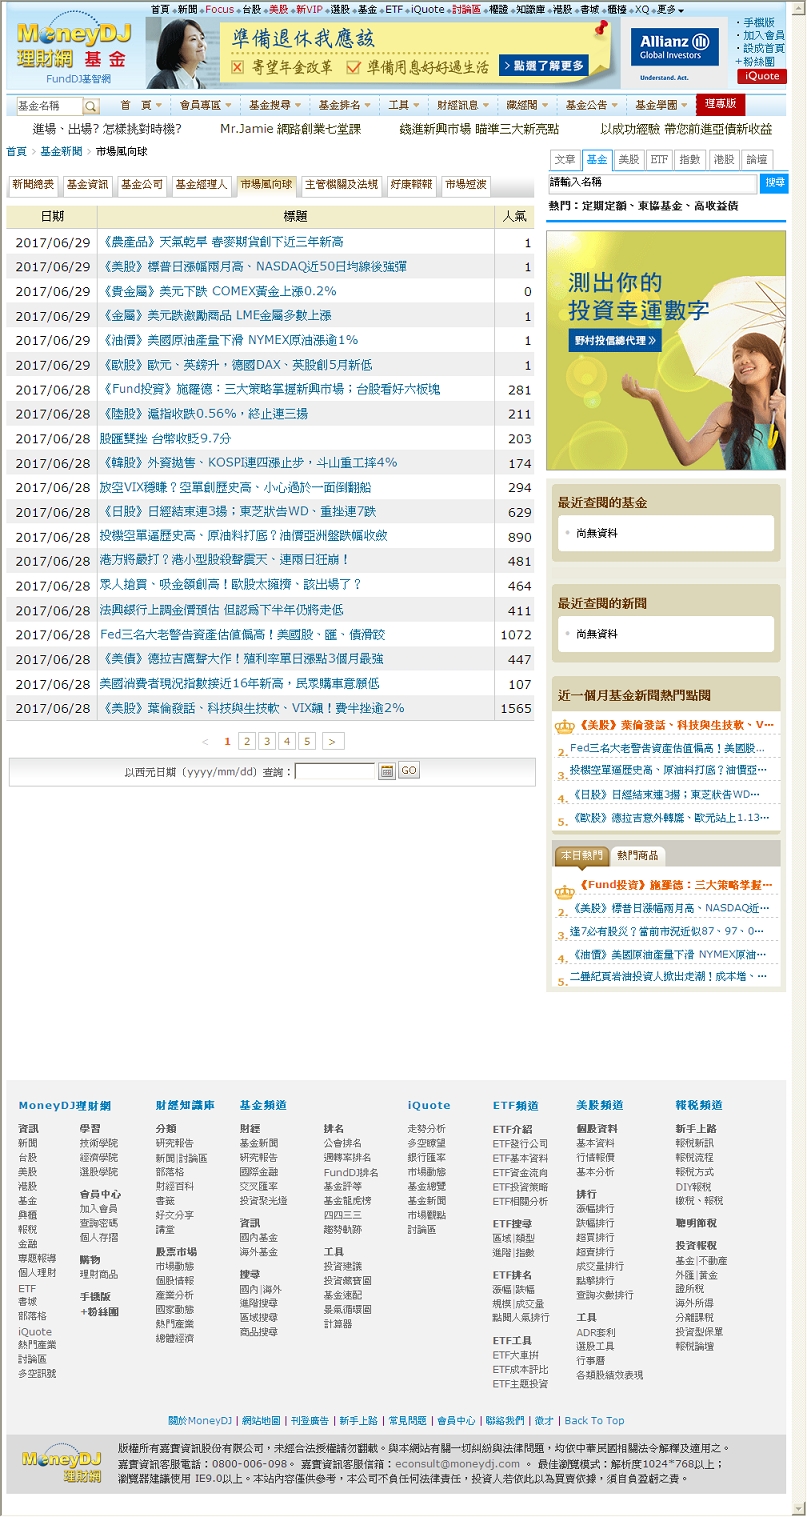 首頁 新聞 Focus 台股 美股 新VIP 選股 基金 ETF iQuote 討論區 權證 知識庫 港股 書城 櫃檯 XQ 更多
MoneyDJ
理財網 基金
FundDJ基智網
準備退休我應該
寄望年金改革 準備用息好好過生活 點選了解更多
Allianz
Global Investors
Understand. Act.
手機版
加入會員
設成首頁
+粉絲團
iQuote
基金名稱
首 頁 會員專區 基金搜尋 基金排名 工具 財經訊息 嚴經閣 基金公告 基金學園 理專版
進場、出場? 怎樣挑對時機?
Mr.Jamie 網路創業七堂課
錢進新興市場 瞄準三大新亮點
以成功經驗 帶您前進亞債新收益
首頁 > 基金新聞 > 市場風向球
新聞總表 基金資訊 基金公司 基金經理人 市場風向球 主管機關及法規 好康報報 市場短波
日期 標題 人氣
2017/06/29 《農產品》天氣乾旱 春麥期貨創下近三年新高 1
2017/06/29 《美股》標普日漲幅兩月高、NASDAQ近50日均線後強彈 1
2017/06/29 《貴金屬》美元下跌 COMEX黃金上漲0.2% 0
2017/06/29 《金屬》美元跌激勵商品 LME金屬多數上漲 1
2017/06/29 《油價》美國原油產量下滑 NYMEX原油漲逾1% 1
2017/06/29 《歐股》歐元、英鎊升，德國DAX、英股創5月新低 1
2017/06/28 《Fund投資》施羅德：三大策略掌握新興市場；台股看好六板塊 281
2017/06/28 《陸股》滬指收跌0.56%，終止連三揚 211
2017/06/28 股匯雙挫 台幣收貶9.7分 203
2017/06/28 《韓股》外資拋售、KOSPI連四漲止步，斗山重工摔4% 174
2017/06/28 放空VIX穩賺？空單創歷史高、小心過於一面倒翻船 294
2017/06/28 《日股》日經結束連3揚；東芝狀告WD、重挫連7跌 629
2017/06/28 投機空單逼歷史高、原油料打底？油價亞洲盤跌幅收斂 890
2017/06/28 港方將嚴打？港小型股殺聲震天、連兩日狂崩！ 481
2017/06/28 眾人搶買、吸金額創高！歐股太擁擠、該出場了？ 464
2017/06/28 法興銀行上調金價預估 但認為下半年仍將走低 411
2017/06/28 Fed三名大老警告資產估值偏高！美國股、匯、債滑跤 1072
2017/06/28 《美債》德拉吉鷹聲大作！殖利率單日漲點3個月最強 447
2017/06/28 美國消費者現況指數接近16年新高，民眾購車意願低 107
2017/06/28 《美股》葉倫發話、科技與生技軟、VIX飆！費半挫逾2% 1565
< 1 2 3 4 5 >
以西元日期 (yyyy/mm/dd) 查詢： GO
文章 基金 美股 ETF 指數 港股 論壇
請輸入名稱 搜尋
熱門：定期定額、東協基金、高收益債
測出你的
投資幸運數字
野村投信總代理 »
最近查閱的基金
尚無資料
最近查閱的新聞
尚無資料
近一個月基金新聞熱門點閱
《美股》葉倫發話、科技與生技軟、V…
2. Fed三名大老警告資產估值偏高！美國股…
3. 投機空單逼歷史高、原油料打底？油價亞…
4. 《日股》日經結束連3揚；東芝狀告WD…
5. 《歐股》德拉吉意外轉鷹、歐元站上1.13…
本日熱門 熱門商品
《Fund投資》施羅德：三大策略掌握…
2. 《美股》標普日漲幅兩月高、NASDAQ近…
3. 逢7必有股災？當前市況近似87、97、0…
4. 《油價》美國原油產量下滑 NYMEX原油…
5. 二疊紀頁岩油投資人掀出走潮！成本增、…
MoneyDJ理財網
資訊
新聞
台股
美股
港股
基金
興櫃
報稅
金融
專題報導
個人理財
ETF
書城
部落格
iQuote
熱門產業
討論區
多空訊號
學習
技術學院
經濟學院
選股學院
會員中心
加入會員
查詢密碼
個人存摺
購物
理財商品
手機版
+粉絲團
財經知識庫
分類
研究報告
新聞|討論區
部落格
財經百科
書籤
好文分享
講堂
股票市場
市場動態
個股情報
產業分析
國家動態
熱門產業
總體經濟
基金頻道
財經
基金新聞
研究報告
國際金融
交叉匯率
投資聚光燈
資訊
國內基金
海外基金
搜尋
國內|海外
進階搜尋
區域搜尋
商品搜尋
排名
公會排名
週轉率排名
FundDJ排名
基金評等
基金龍虎榜
四四三三
趨勢軌跡
工具
投資建議
投資藏寶圖
基金速配
景氣循環圖
計算器
iQuote
走勢分析
多空瞭望
銀行匯率
市場動態
基金總覽
基金新聞
市場觀點
討論區
ETF頻道
ETF介紹
ETF發行公司
ETF基本資料
ETF資金流向
ETF投資策略
ETF相關分析
ETF搜尋
區域|類型
進階|指數
ETF排名
漲幅|跌幅
規模|成交量
點閱人氣排行
ETF工具
ETF大車拚
ETF成本評比
ETF主題投資
美股頻道
個股資料
基本資料
行情報價
基本分析
排行
漲幅排行
跌幅排行
超買排行
超賣排行
成交量排行
點擊排行
查詢次數排行
工具
ADR套利
選股工具
行事曆
各類股績效表現
報稅頻道
新手上路
報稅新訊
報稅流程
報稅方式
DIY報稅
繳稅、報稅
聰明節稅
投資報稅
基金|不動產
外匯|黃金
證所稅
海外所得
分離課稅
投資型保單
報稅論壇
關於MoneyDJ | 網站地圖 | 刊登廣告 | 新手上路 | 常見問題 | 會員中心 | 聯絡我們 | 徵才 | Back To Top
MoneyDJ
理財網
版權所有嘉實資訊股份有限公司，未經合法授權請勿翻載。與本網站有關一切糾紛與法律問題，均依中華民國相關法令解釋及適用之。
嘉實資訊客服電話：0800-006-098。 嘉實資訊客服信箱：econsult@moneydj.com 。 最佳瀏覽模式：解析度1024*768以上；
瀏覽器建議使用 IE9.0以上。本站內容僅供參考，本公司不負任何法律責任，投資人若依此以為買賣依據，須自負盈虧之責。